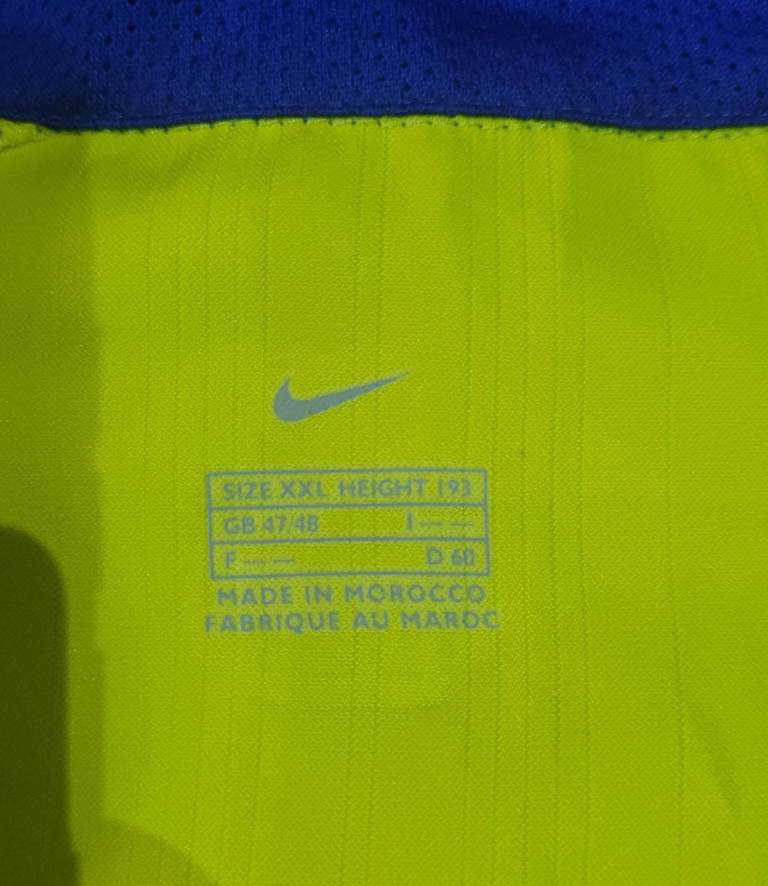 SIZE XXL HEIGHT 193
GB 47/48 I -- --
F -- -- D 60
MADE IN MOROCCO
FABRIQUE AU MAROC